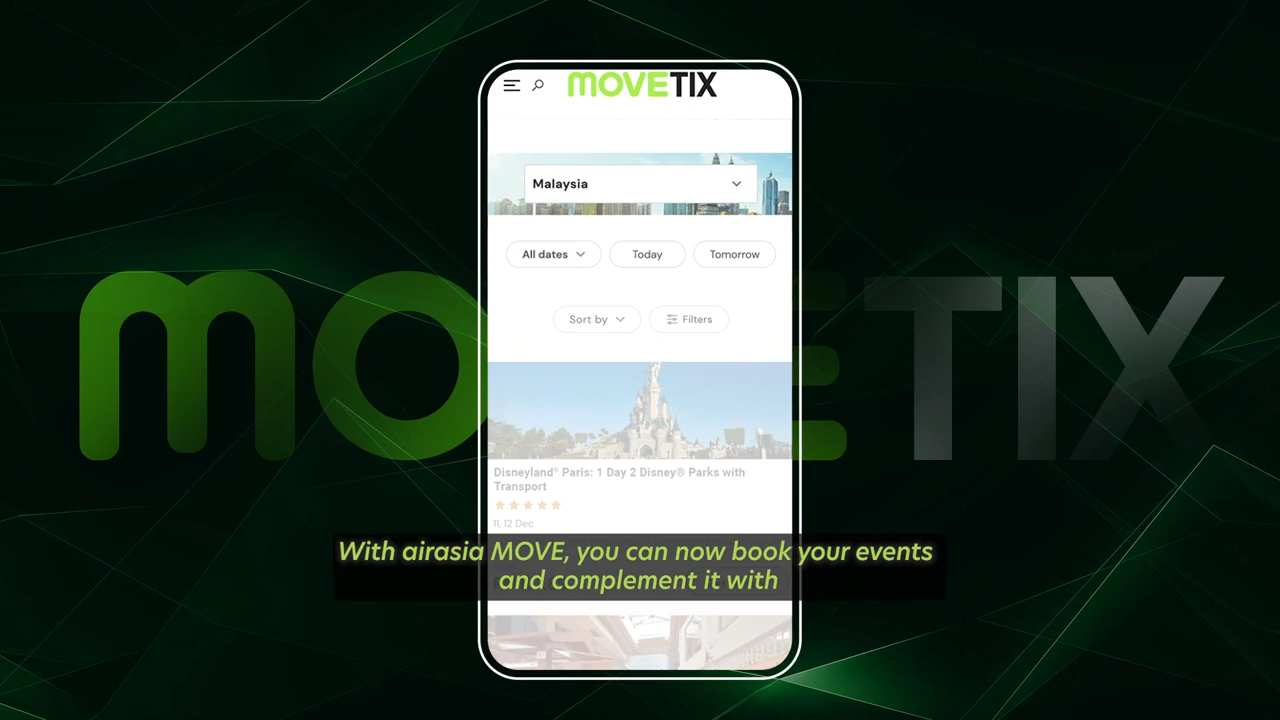 MOVETIX
MOVETIX
Malaysia
All dates
Today
Tomorrow
Sort by
Filters
Disneyland® Paris: 1 Day 2 Disney® Parks with
Transport
11, 12 Dec
With airasia MOVE, you can now book your events
and complement it with